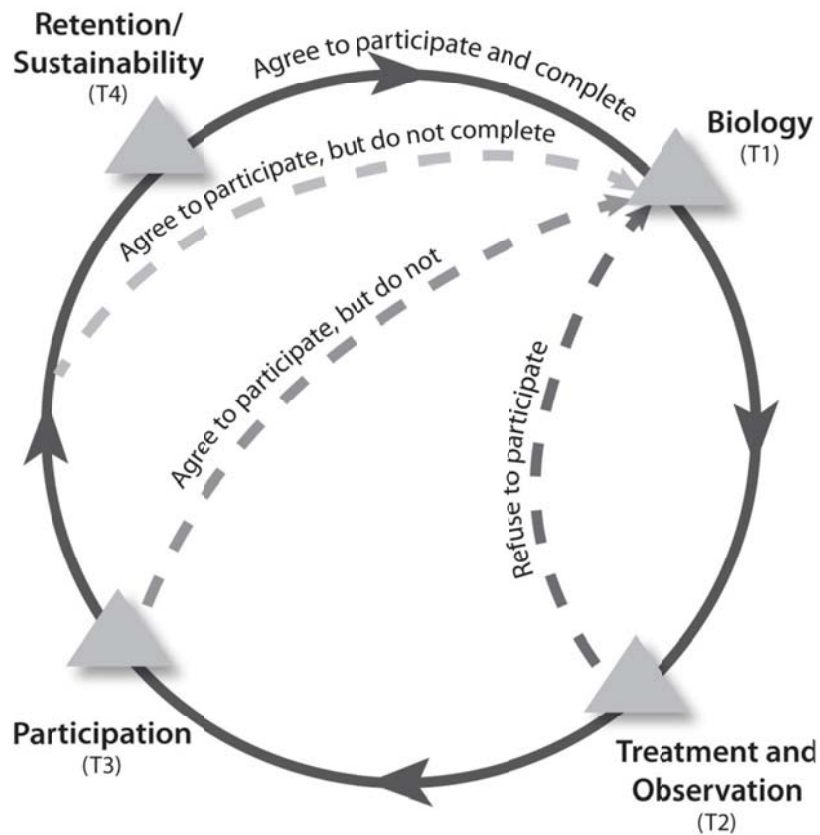 Retention/
Sustainability
(T4)
Agree to participate and complete
Biology
(T1)
Agree to participate, but do not complete
Agree to participate, but do not
Refuse to participate
Participation
(T3)
Treatment and
Observation
(T2)